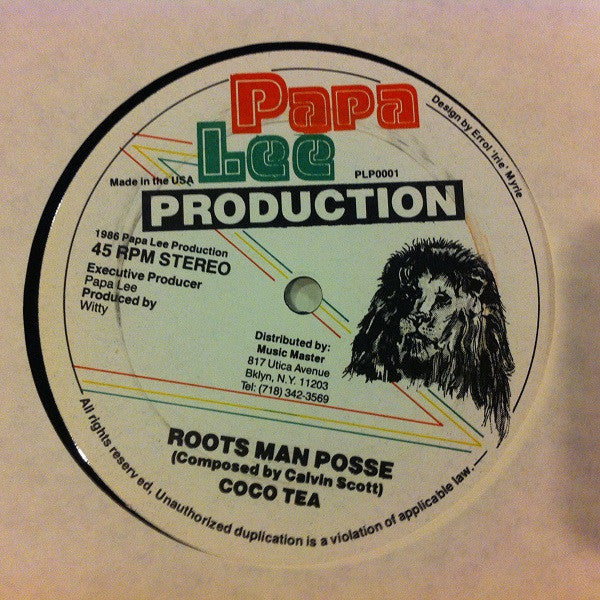 Papa
Lee
PRODUCTION
Made in the USA
PLP0001
Design by Errol 'Irie' Myrie
1986 Papa Lee Production
45 RPM STEREO
Executive Producer
Papa Lee
Produced by
Witty
Distributed by:
Music Master
817 Utica Avenue
Bklyn, N.Y. 11203
Tel: (718) 342-3569
ROOTS MAN POSSE
(Composed by Calvin Scott)
COCO TEA
All rights reserved, Unauthorized duplication is a violation of applicable law.